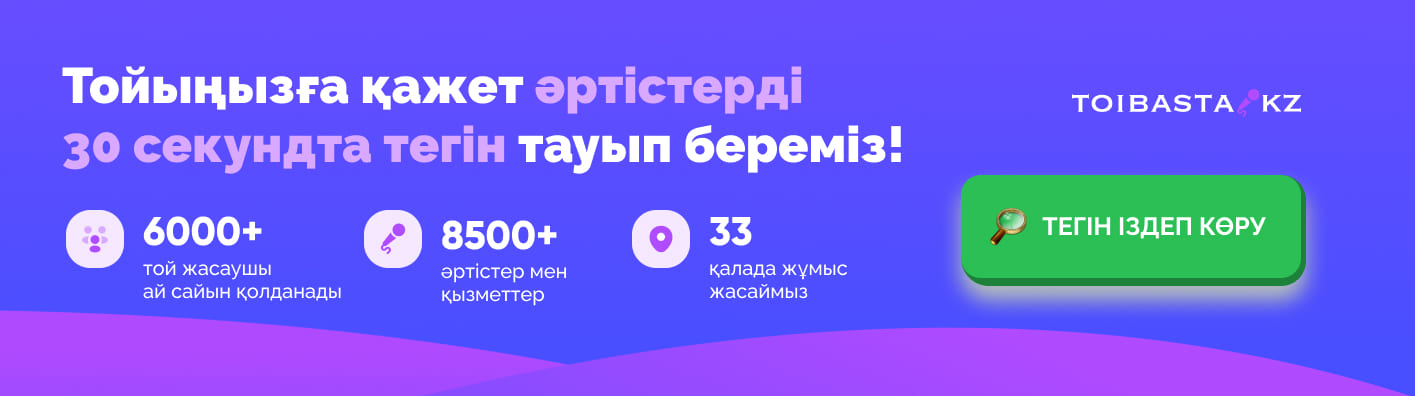 Тойыңызға қажет әртістерді
30 секундта тегін тауып береміз!
TOIBASTA KZ
6000+
той жасаушы
ай сайын қолданады
8500+
әртістер мен
қызметтер
33
қалада жұмыс
жасаймыз
ТЕГІН ІЗДЕП КӨРУ